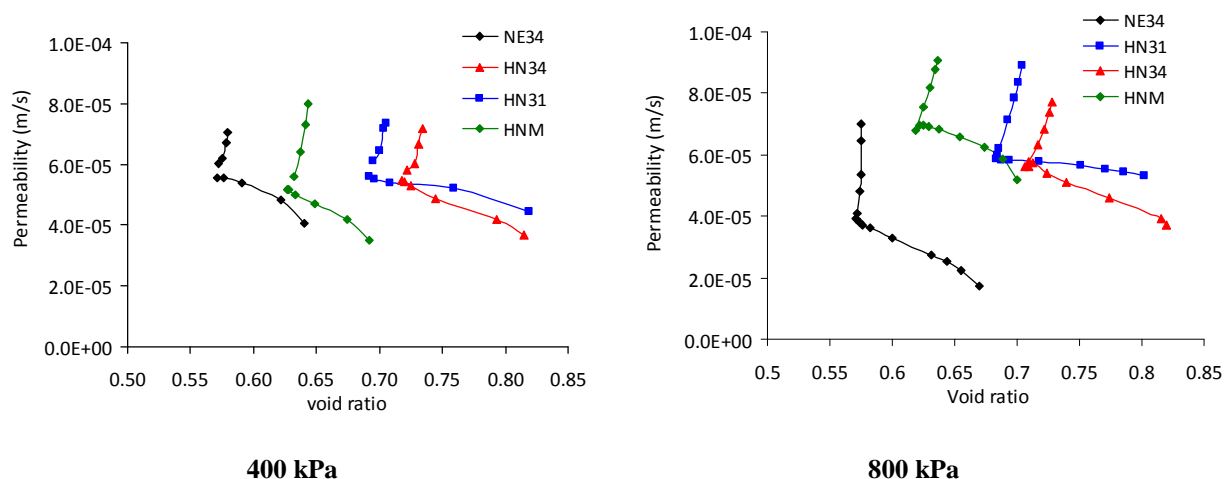 1.0E-04
8.0E-05
6.0E-05
4.0E-05
2.0E-05
0.0E+00
Permeability (m/s)
0.50 0.55 0.60 0.65 0.70 0.75 0.80 0.85
void ratio
NE34
HN34
HN31
HNM
400 kPa
1.0E-04
8.0E-05
6.0E-05
4.0E-05
2.0E-05
0.0E+00
Permeability (m/s)
0.5 0.55 0.6 0.65 0.7 0.75 0.8 0.85
Void ratio
NE34
HN31
HN34
HNM
800 kPa